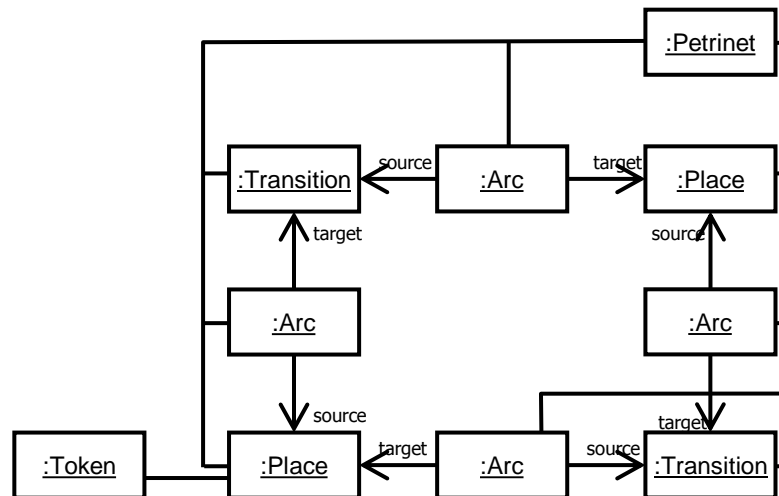 :Petrinet
source
target
:Transition
:Arc
:Place
target
source
:Arc
:Arc
source
target
target
source
:Token
:Place
:Arc
:Transition